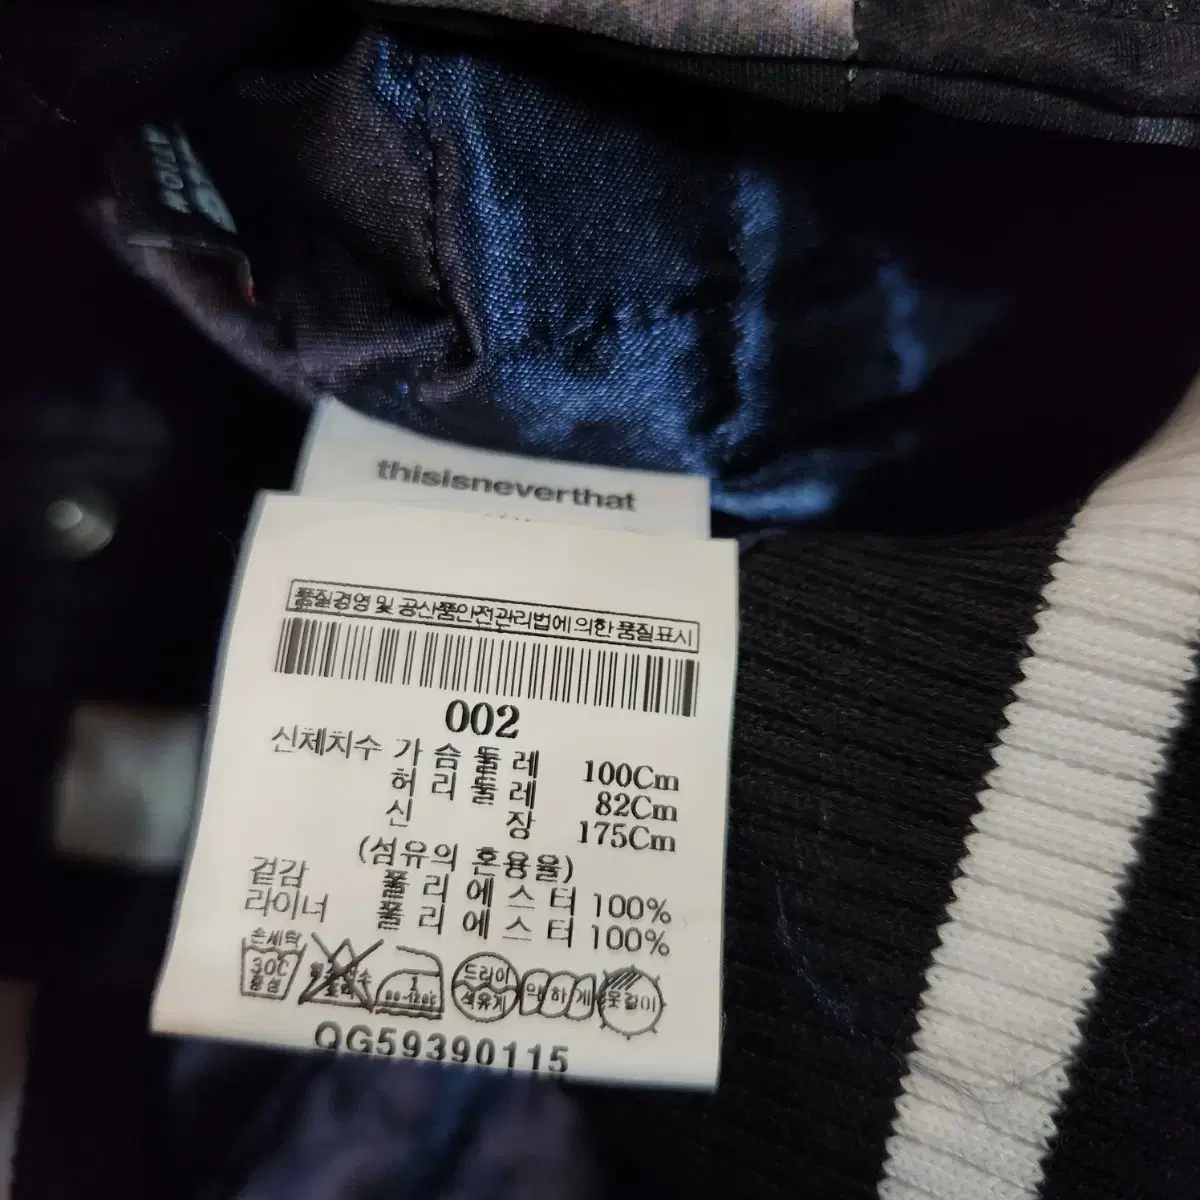 thisisneverthat
품질경영 및 공산품안전관리법에 의한 품질표시
002
신체치수 가슴둘레 100Cm
허리둘레 82Cm
신장 175Cm
(섬유의 혼용율)
겉감 폴리에스터 100%
라이너 폴리에스터 100%
손세탁
30C
중성
드라이
석유계
약하게
옷걸이
QG59390115